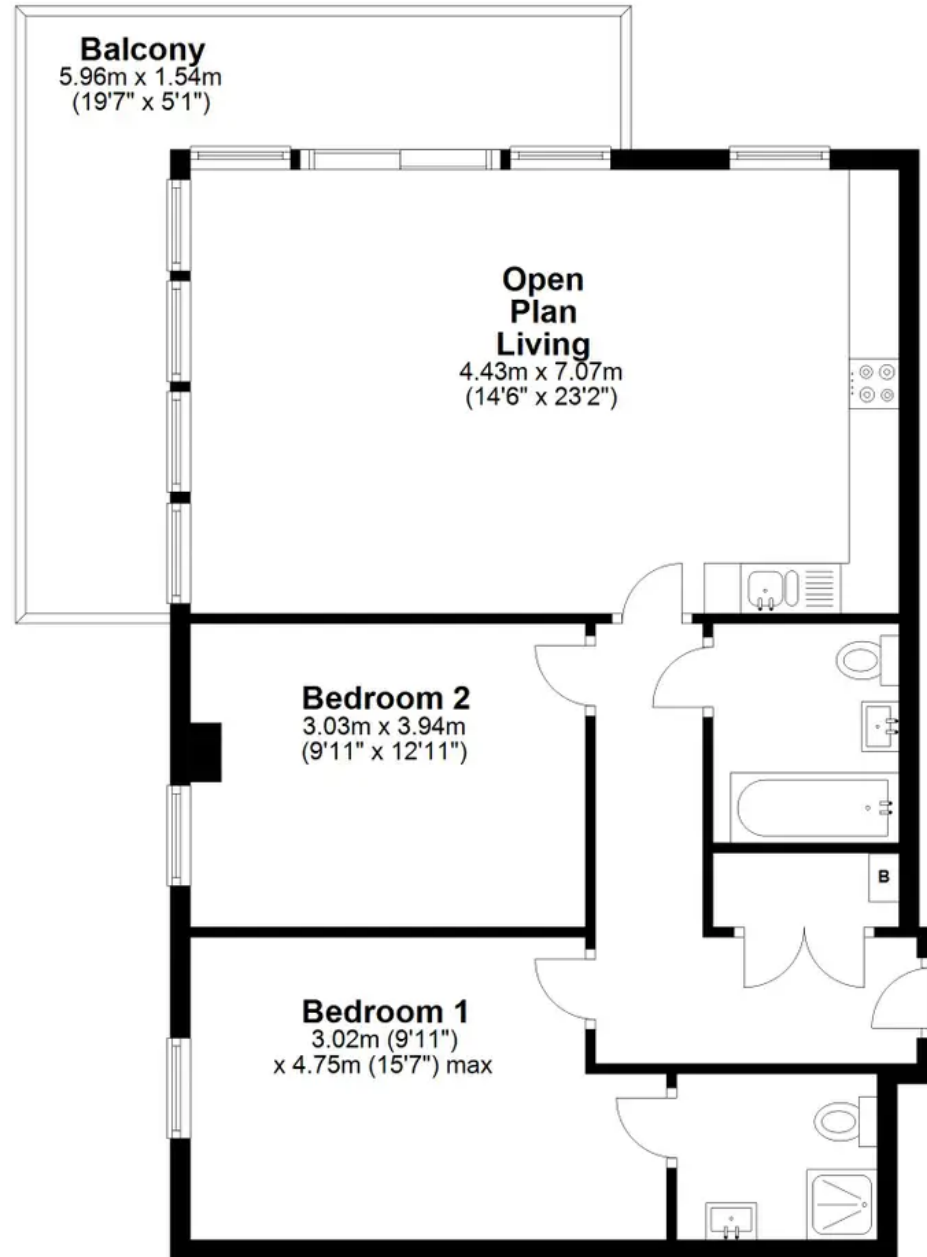 Balcony
5.96m x 1.54m
(19'7" x 5'1")
Open
Plan
Living
4.43m x 7.07m
(14'6" x 23'2")
Bedroom 2
3.03m x 3.94m
(9'11" x 12'11")
B
Bedroom 1
3.02m (9'11")
x 4.75m (15'7") max